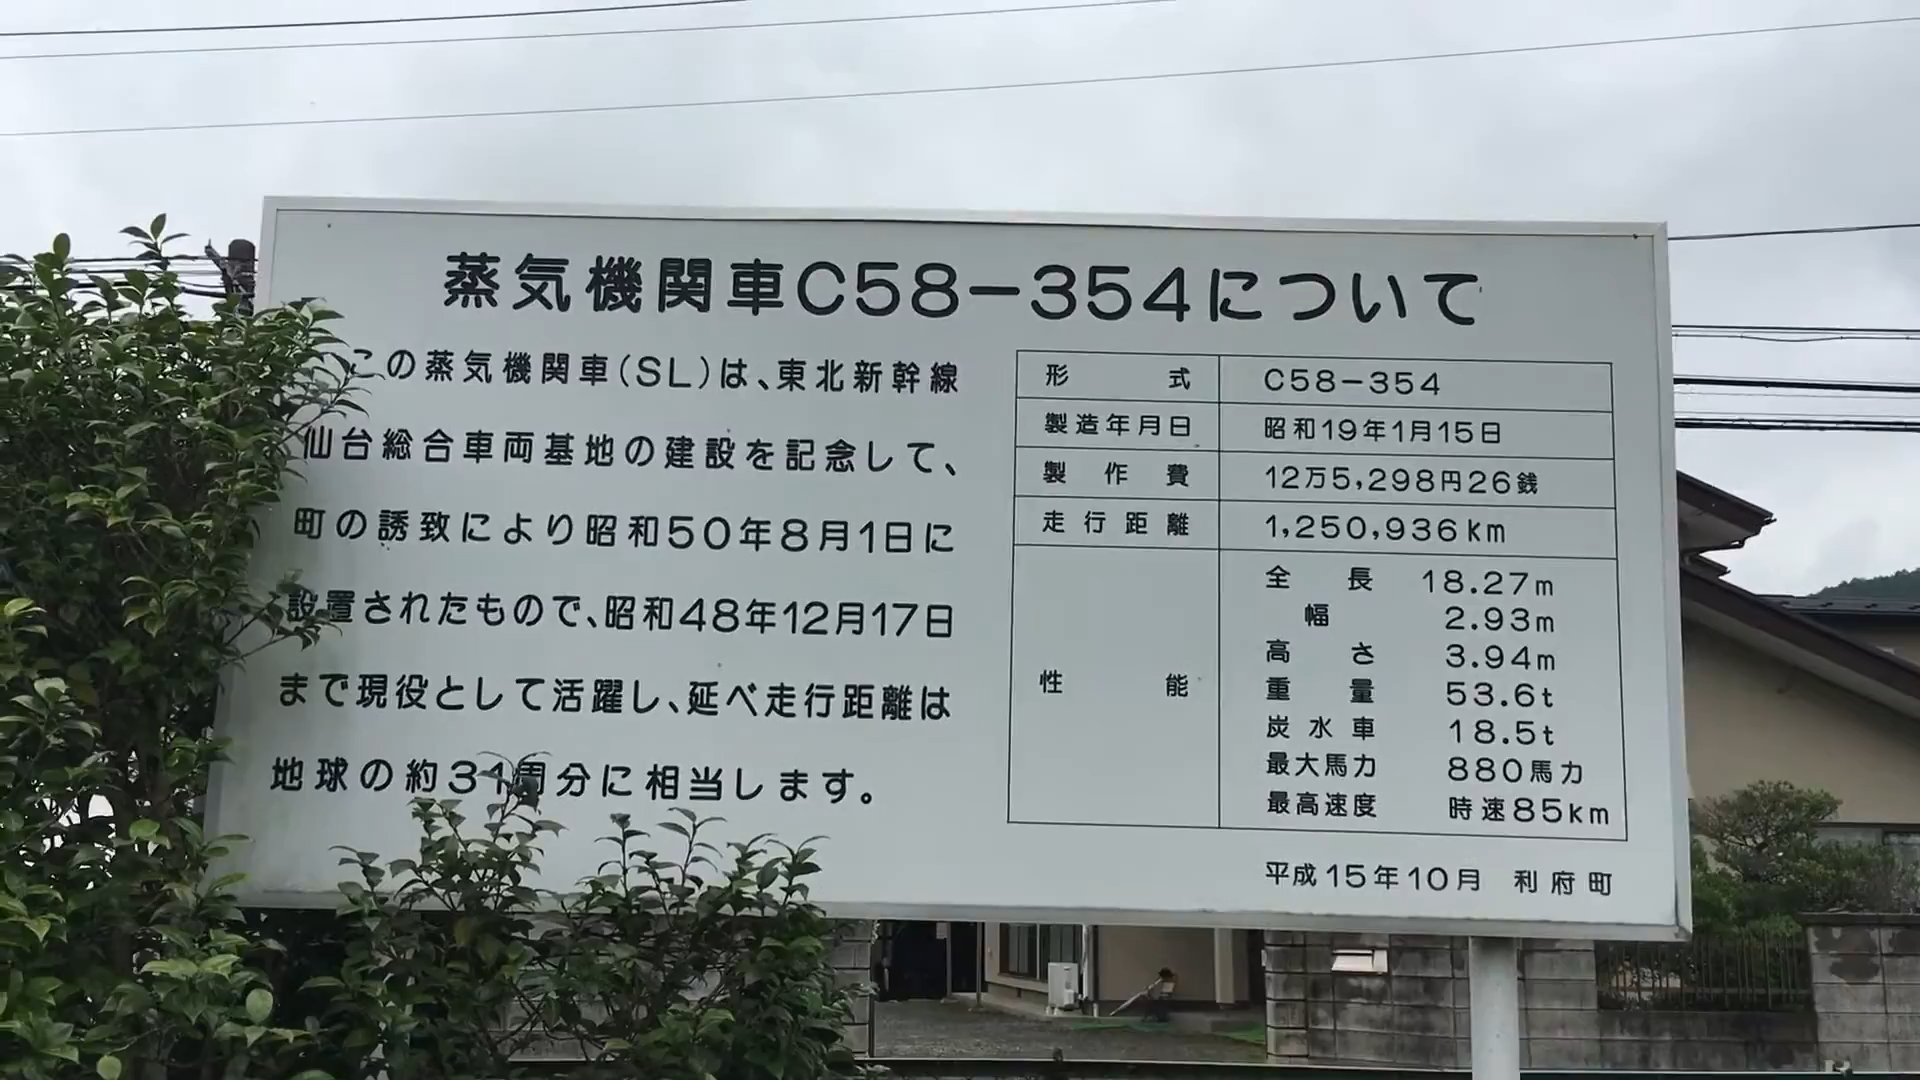 蒸気機関車C58-354について
この蒸気機関車(SL)は、東北新幹線
仙台総合車両基地の建設を記念して、
町の誘致により昭和50年8月1日に
設置されたもので、昭和48年12月17日
まで現役として活躍し、延べ走行距離は
地球の約31周分に相当します。
形式 C58-354
製造年月日 昭和19年1月15日
製作費 12万5,298円26銭
走行距離 1,250,936km
性能
全長 18.27m
幅 2.93m
高さ 3.94m
重量 53.6t
炭水車 18.5t
最大馬力 880馬力
最高速度 時速85km
平成15年10月 利府町